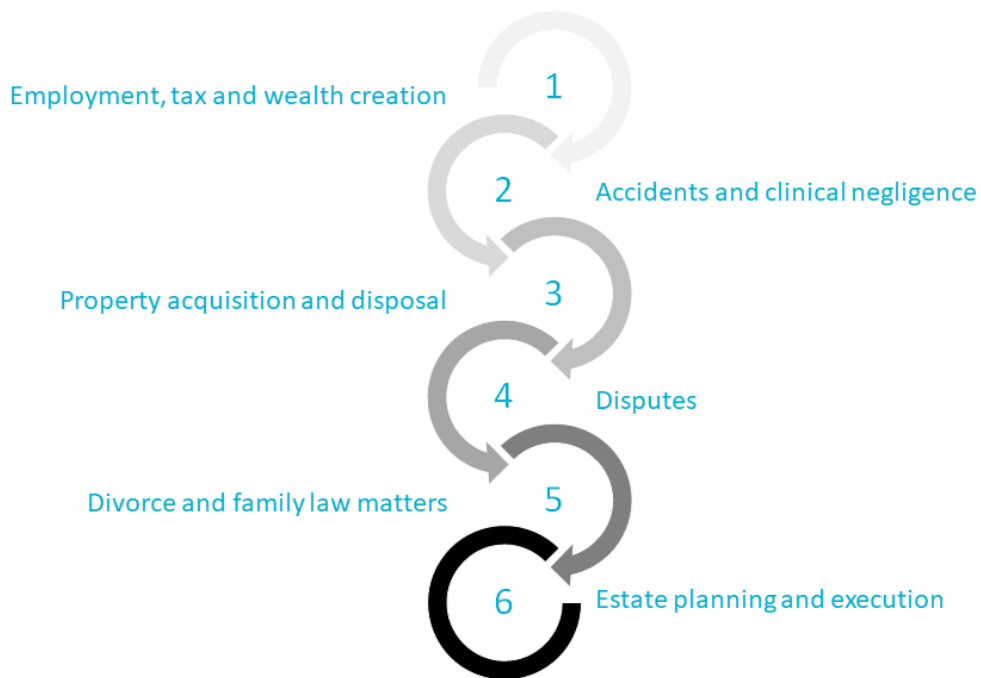 1
Employment, tax and wealth creation
2
Accidents and clinical negligence
3
Property acquisition and disposal
4
Disputes
5
Divorce and family law matters
6
Estate planning and execution